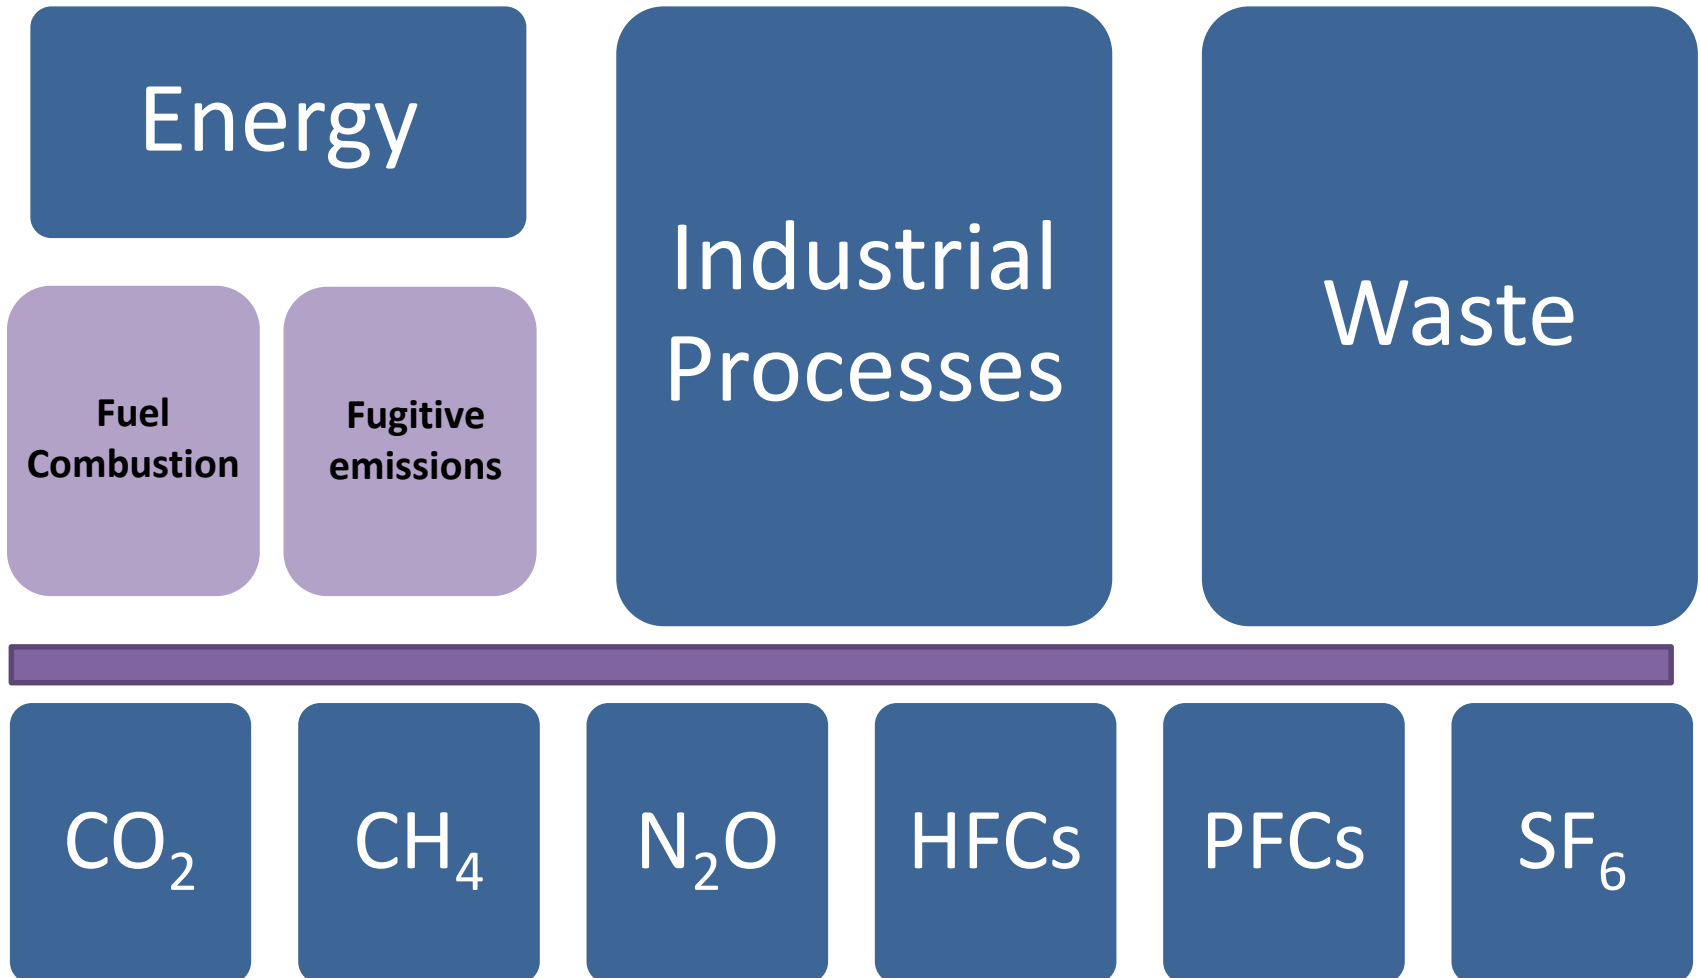 Energy
Industrial
Processes
Waste
Fuel
Combustion
Fugitive
emissions
CO₂
CH₄
N₂O
HFCs
PFCs
SF₆